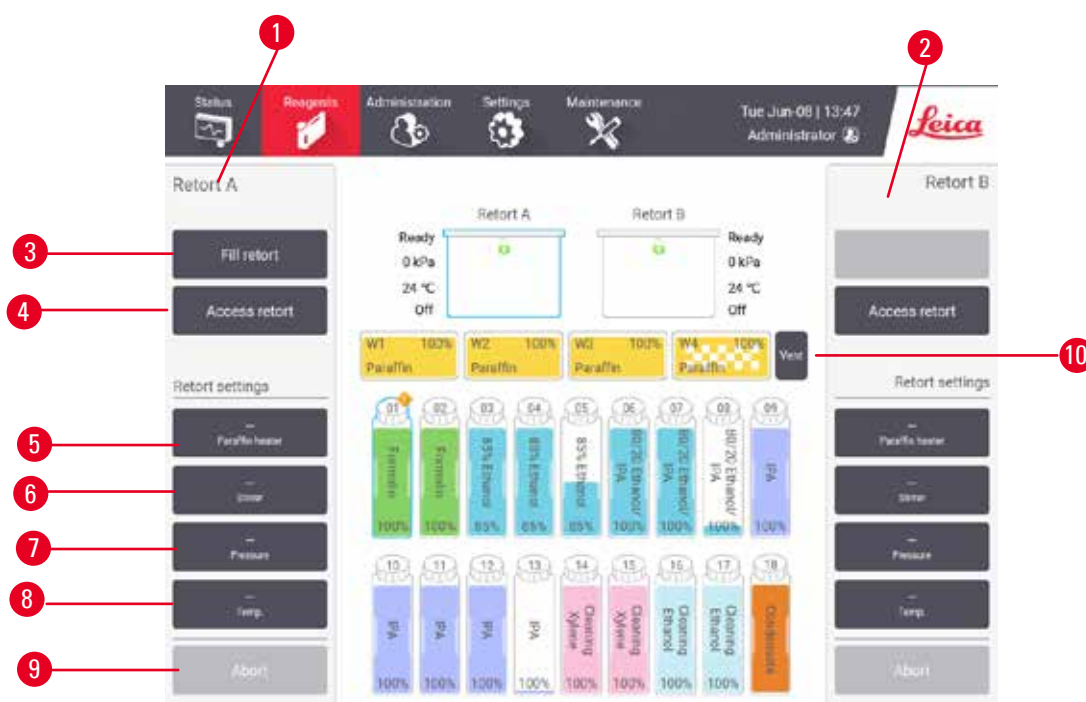 1
2
Status Reagents Administration Settings Maintenance
Tue Jun-08 | 13:47
Administrator
Leica
Retort A
Retort B
3
Fill retort
4
Access retort
Retort settings
5
--
Paraffin heater
6
--
Stirrer
7
--
Pressure
8
--
Temp.
9
Abort
Retort A Retort B
Ready
0 kPa
24 °C
Off
Ready
0 kPa
24 °C
Off
W1 100%
Paraffin
W2 100%
Paraffin
W3 100%
Paraffin
W4 100%
Paraffin
Vent
10
01 02 03 04 05 06 07 08 09
Formalin
Formalin
85% Ethanol
85% Ethanol
85% Ethanol
80/20 Ethanol/
IPA
80/20 Ethanol/
IPA
80/20 Ethanol/
IPA
IPA
100% 100% 85% 85% 85% 100% 100% 100% 100%
10 11 12 13 14 15 16 17 18
IPA
IPA
IPA
IPA
Cleaning
Xylene
Cleaning
Xylene
Cleaning
Ethanol
Cleaning
Ethanol
Condensate
100% 100% 100% 100% 100% 100% 100% 100%
Access retort
Retort settings
--
Paraffin heater
--
Stirrer
--
Pressure
--
Temp.
Abort